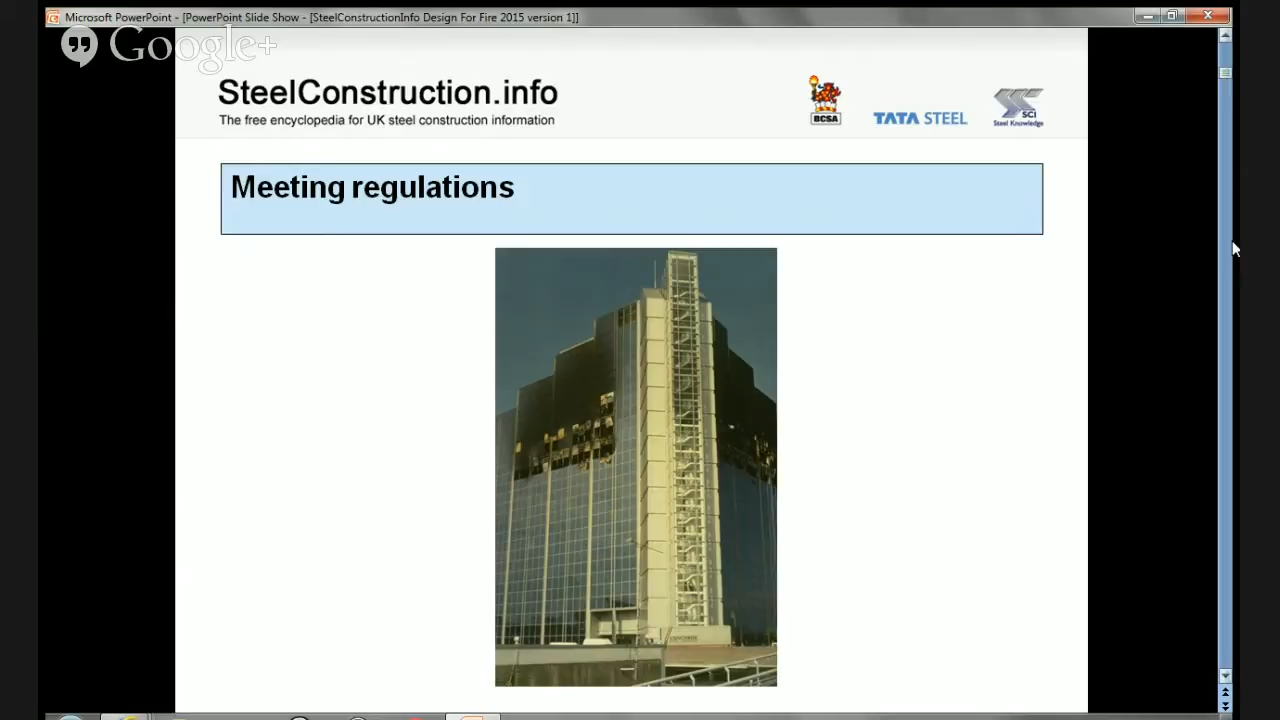 Microsoft PowerPoint - [PowerPoint Slide Show - [SteelConstructionInfo Design For Fire 2015 version 1]]
Google+
SteelConstruction.info
The free encyclopedia for UK steel construction information
BCSA
TATA STEEL
SCI
Steel Knowledge
Meeting regulations